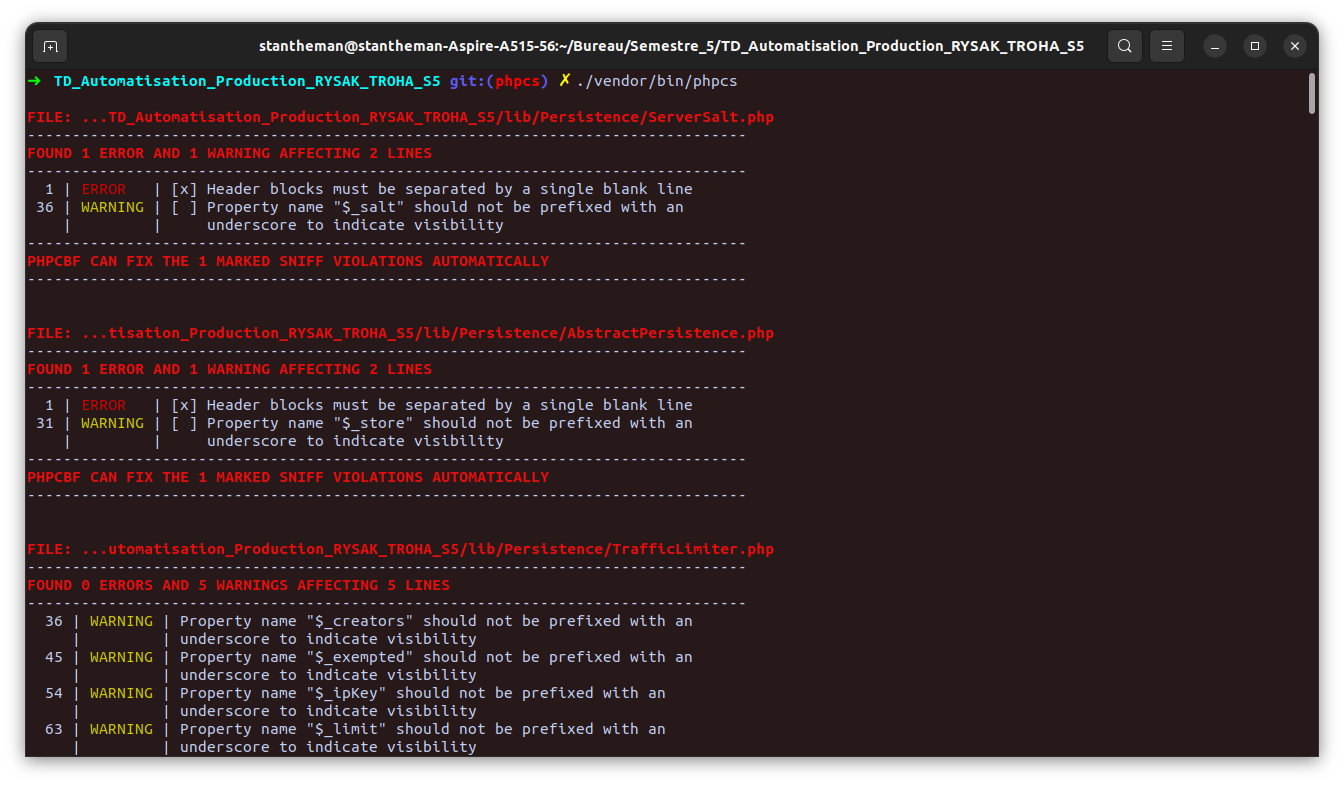 stantheman@stantheman-Aspire-A515-56:~/Bureau/Semestre_5/TD_Automatisation_Production_RYSAK_TROHA_S5
➜ TD_Automatisation_Production_RYSAK_TROHA_S5 git:(phpcs) ✗ ./vendor/bin/phpcs
FILE: ...TD_Automatisation_Production_RYSAK_TROHA_S5/lib/Persistence/ServerSalt.php
--------------------------------------------------------------------------------
FOUND 1 ERROR AND 1 WARNING AFFECTING 2 LINES
--------------------------------------------------------------------------------
1 | ERROR | [x] Header blocks must be separated by a single blank line
36 | WARNING | [ ] Property name "$_salt" should not be prefixed with an
| | underscore to indicate visibility
--------------------------------------------------------------------------------
PHPCBF CAN FIX THE 1 MARKED SNIFF VIOLATIONS AUTOMATICALLY
--------------------------------------------------------------------------------
FILE: ...tisation_Production_RYSAK_TROHA_S5/lib/Persistence/AbstractPersistence.php
--------------------------------------------------------------------------------
FOUND 1 ERROR AND 1 WARNING AFFECTING 2 LINES
--------------------------------------------------------------------------------
1 | ERROR | [x] Header blocks must be separated by a single blank line
31 | WARNING | [ ] Property name "$_store" should not be prefixed with an
| | underscore to indicate visibility
--------------------------------------------------------------------------------
PHPCBF CAN FIX THE 1 MARKED SNIFF VIOLATIONS AUTOMATICALLY
--------------------------------------------------------------------------------
FILE: ...utomatisation_Production_RYSAK_TROHA_S5/lib/Persistence/TrafficLimiter.php
--------------------------------------------------------------------------------
FOUND 0 ERRORS AND 5 WARNINGS AFFECTING 5 LINES
--------------------------------------------------------------------------------
36 | WARNING | Property name "$_creators" should not be prefixed with an
| | underscore to indicate visibility
45 | WARNING | Property name "$_exempted" should not be prefixed with an
| | underscore to indicate visibility
54 | WARNING | Property name "$_ipKey" should not be prefixed with an
| | underscore to indicate visibility
63 | WARNING | Property name "$_limit" should not be prefixed with an
| | underscore to indicate visibility